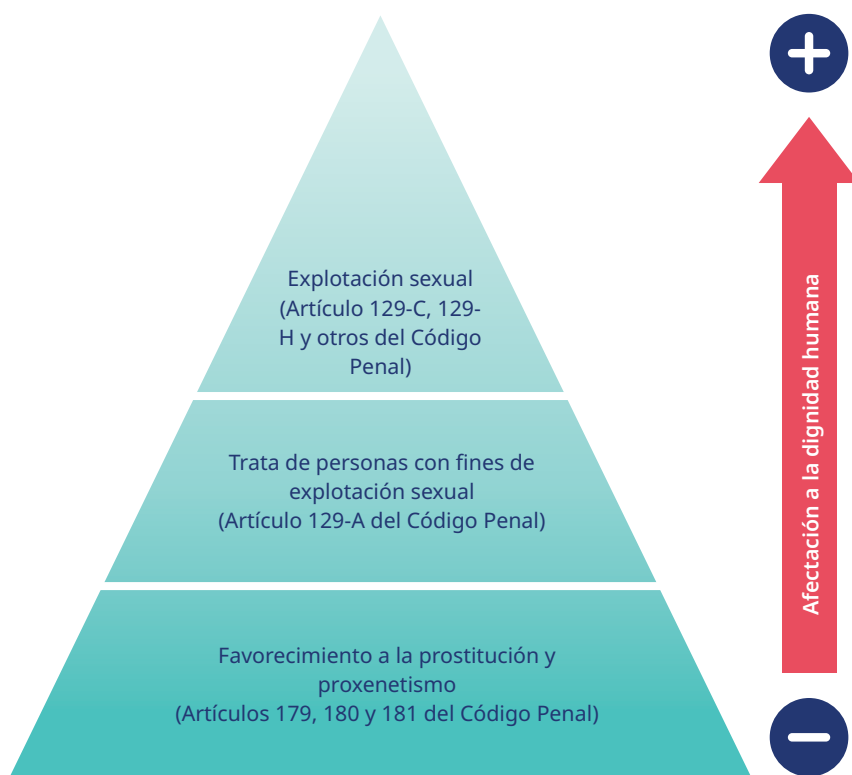 Explotación sexual
(Artículo 129-C, 129-
H y otros del Código
Penal)
Trata de personas con fines de
explotación sexual
(Artículo 129-A del Código Penal)
Favorecimiento a la prostitución y
proxenetismo
(Artículos 179, 180 y 181 del Código Penal)
Afectación a la dignidad humana